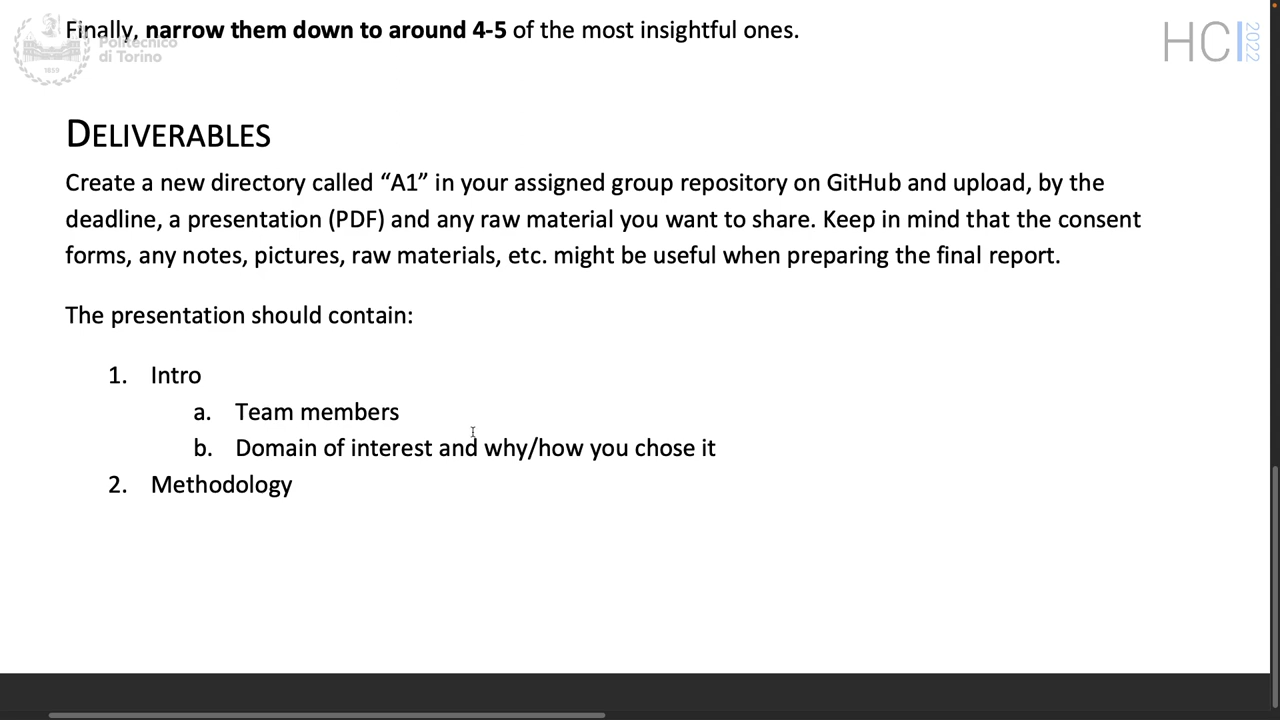 Finally, narrow them down to around 4-5 of the most insightful ones.
Politecnico
di Torino
1859
HCI 2022
DELIVERABLES
Create a new directory called “A1” in your assigned group repository on GitHub and upload, by the
deadline, a presentation (PDF) and any raw material you want to share. Keep in mind that the consent
forms, any notes, pictures, raw materials, etc. might be useful when preparing the final report.
The presentation should contain:
1. Intro
a. Team members
b. Domain of interest and why/how you chose it
2. Methodology